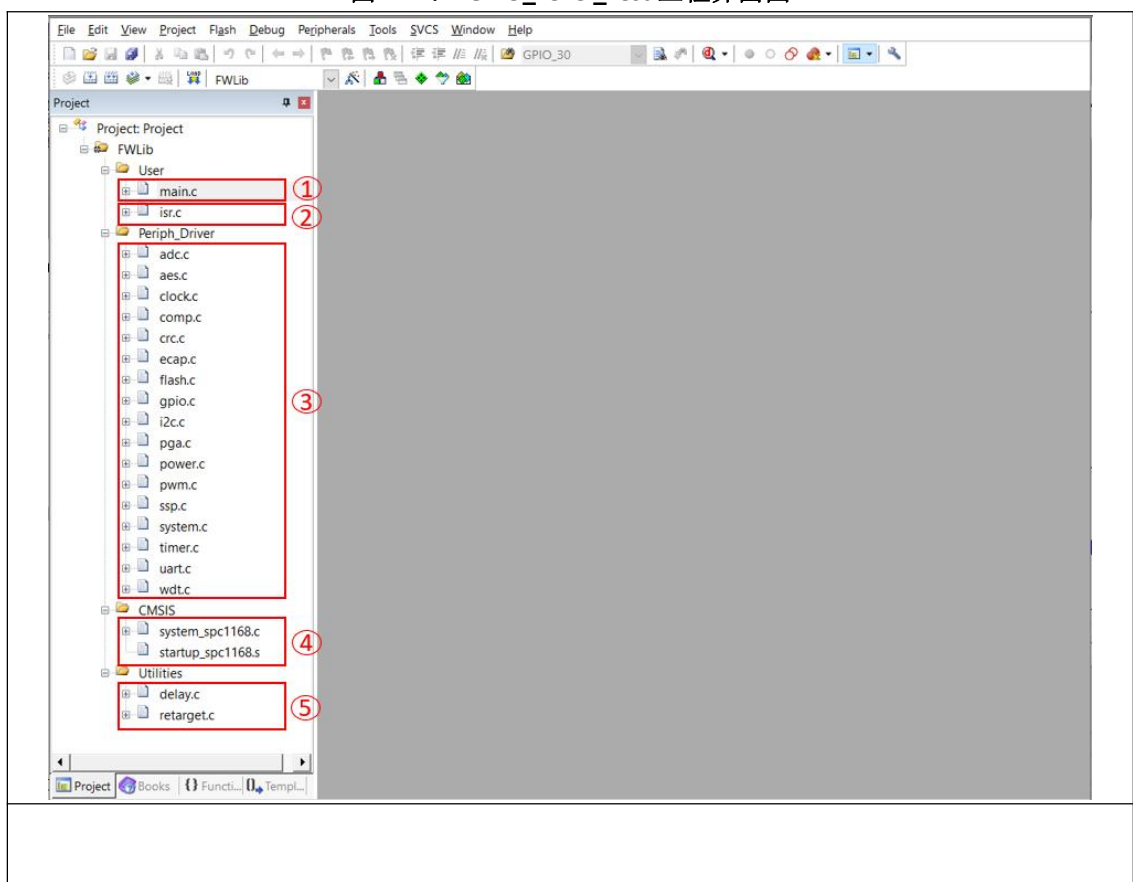 File Edit View Project Flash Debug Peripherals Tools SVCS Window Help
GPIO_30
FWLib
Project
Project: Project
FWLib
User
main.c ①
isr.c ②
Periph_Driver
adc.c
aes.c
clock.c
comp.c
crc.c
ecap.c
flash.c
gpio.c ③
i2c.c
pga.c
power.c
pwm.c
ssp.c
system.c
timer.c
uart.c
wdt.c
CMSIS
system_spc1168.c ④
startup_spc1168.s
Utilities
delay.c ⑤
retarget.c
Project Books {} Functi... Templ...